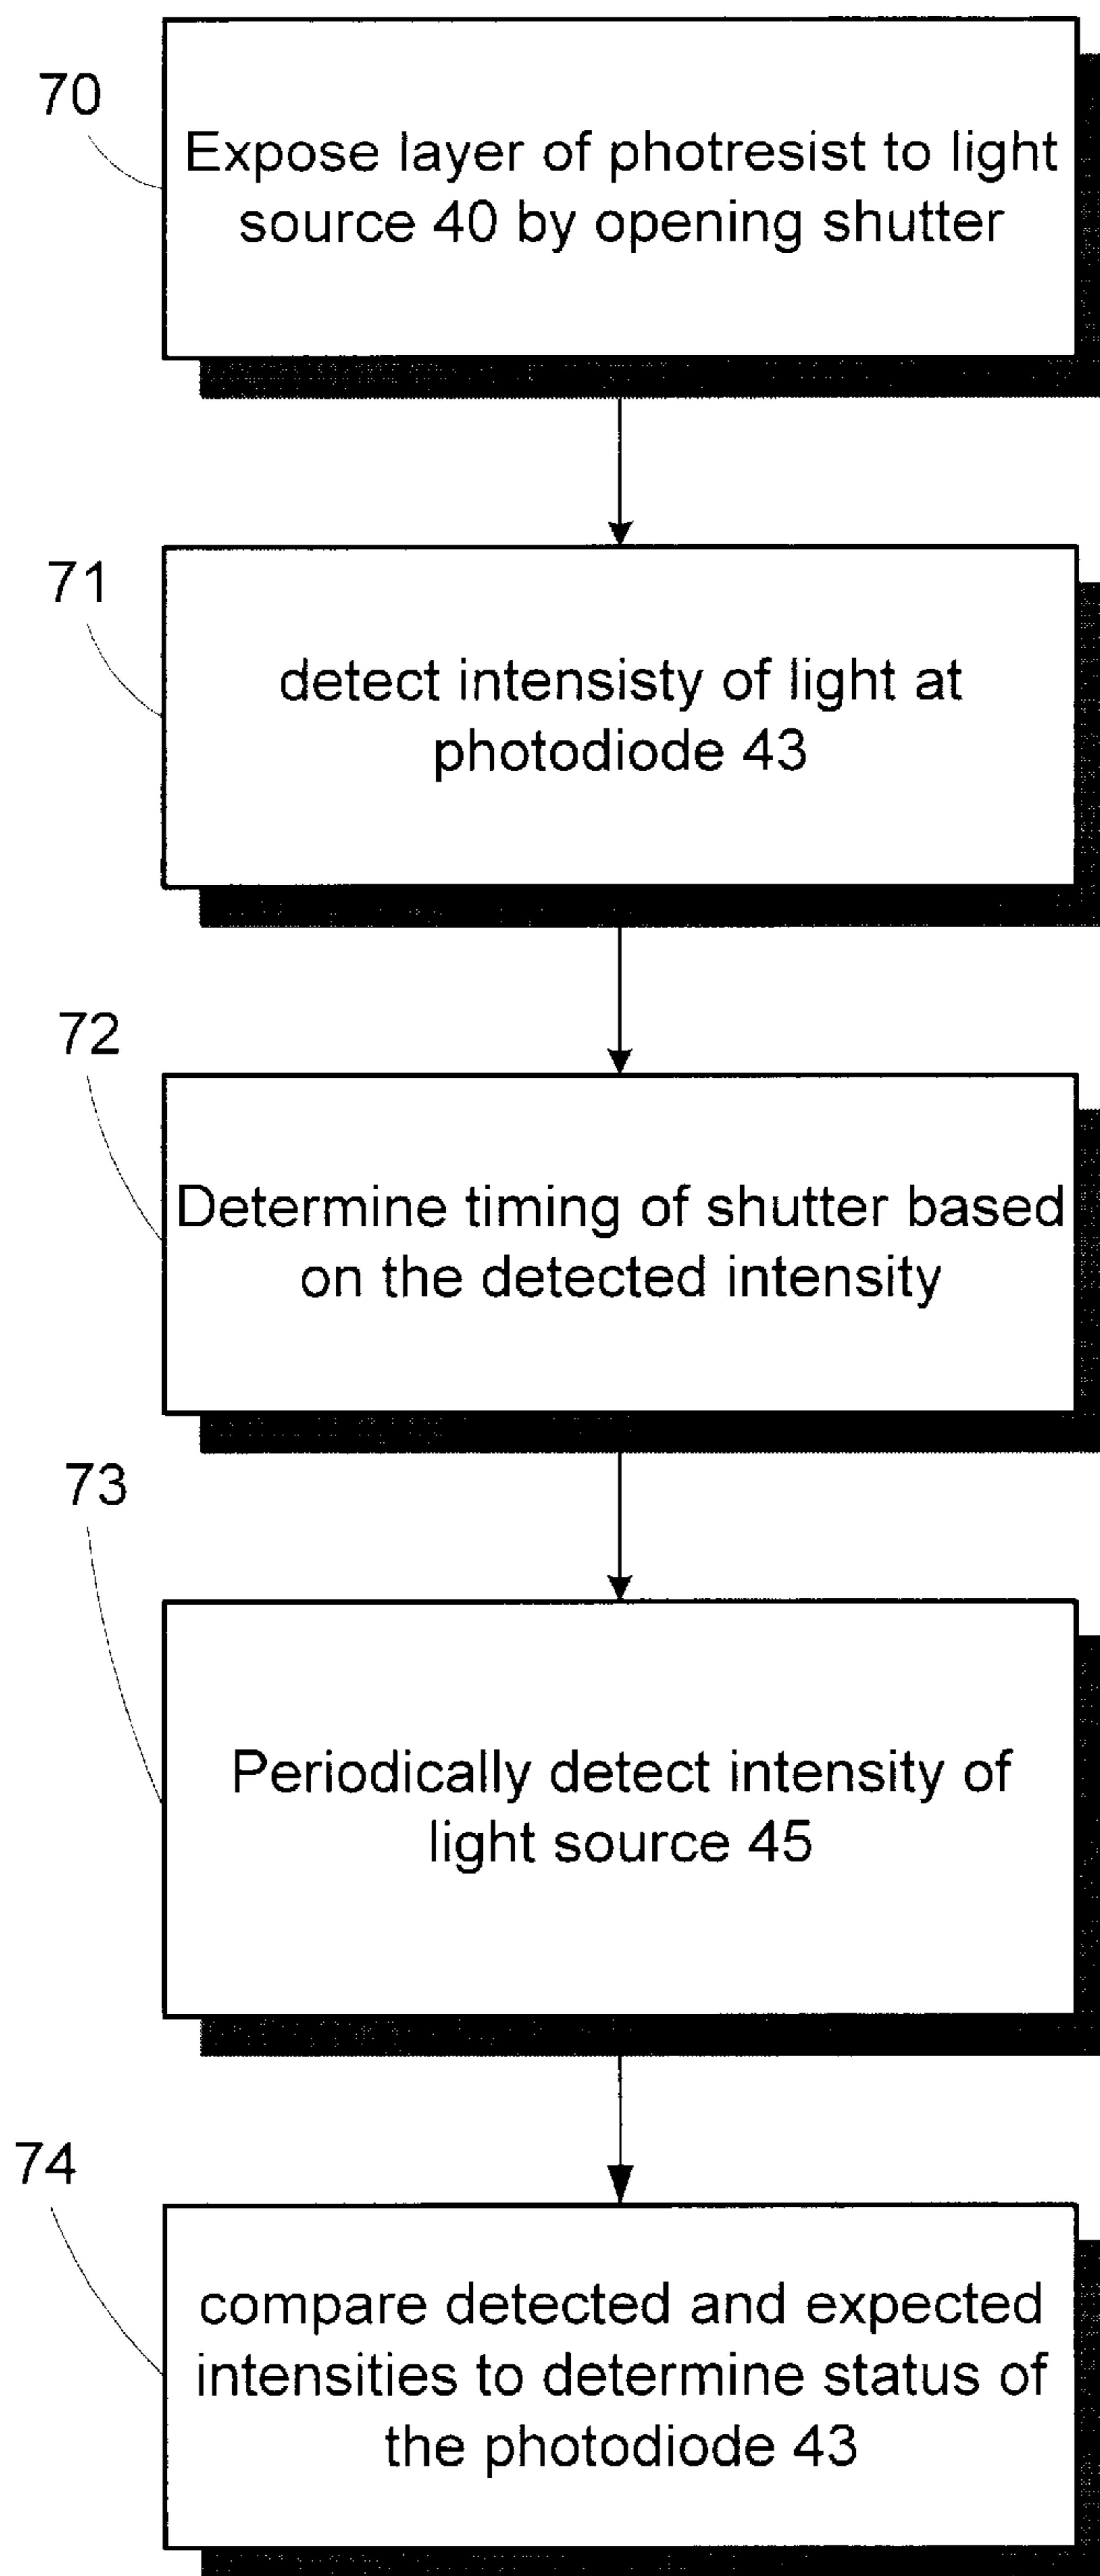 70
Expose layer of photresist to light
source 40 by opening shutter
71
detect intensisty of light at
photodiode 43
72
Determine timing of shutter based
on the detected intensity
73
Periodically detect intensity of
light source 45
74
compare detected and expected
intensities to determine status of
the photodiode 43